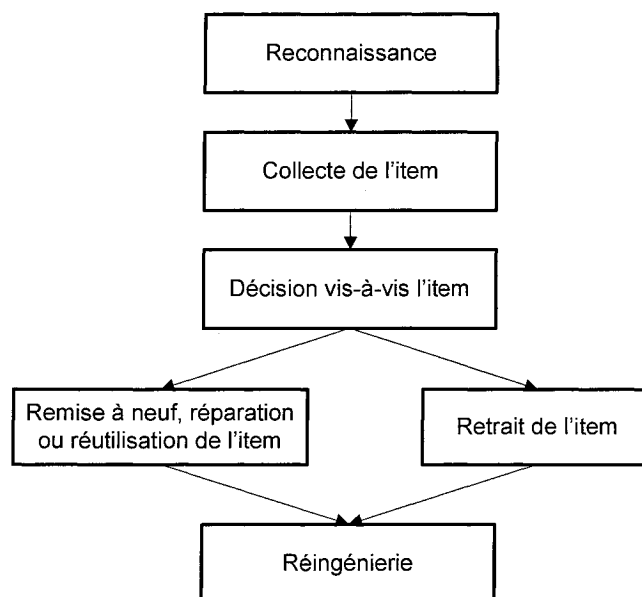 Reconnaissance
Collecte de l'item
Décision vis-à-vis l'item
Remise à neuf, réparation
ou réutilisation de l'item
Retrait de l'item
Réingénierie